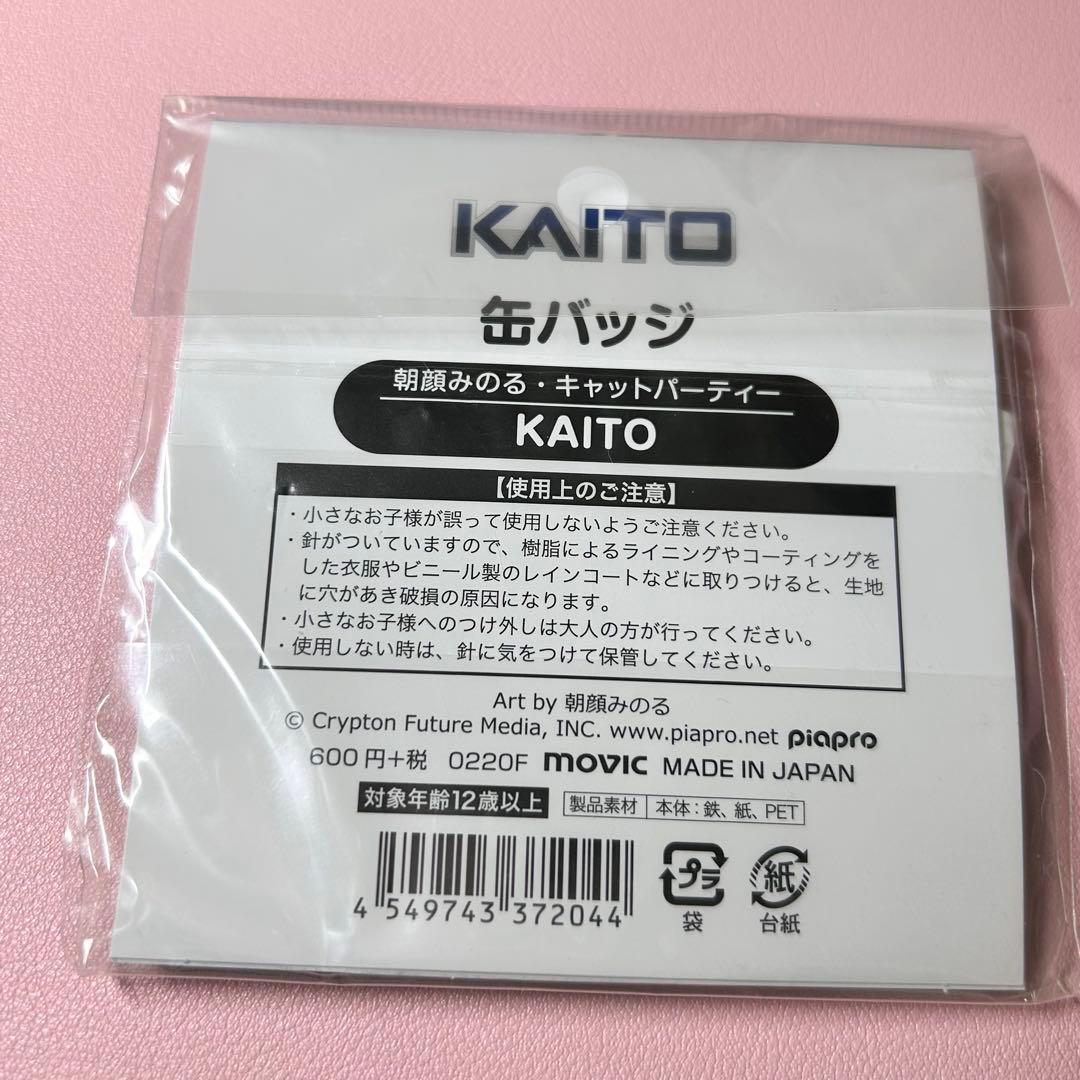 KAITO
缶バッジ
朝顔みのる・キャットパーティー
KAITO
【使用上のご注意】
・小さなお子様が誤って使用しないようご注意ください。
・針がついていますので、樹脂によるライニングやコーティングを
した衣服やビニール製のレインコートなどに取りつけると、生地
に穴があき破損の原因になります。
・小さなお子様へのつけ外しは大人の方が行ってください。
・使用しない時は、針に気をつけて保管してください。
Art by 朝顔みのる
© Crypton Future Media, INC. www.piapro.net piapro
600円+税 0220F movic MADE IN JAPAN
対象年齢12歳以上 製品素材 本体:鉄、紙、PET
4 549743 372044
プラ 紙
袋 台紙